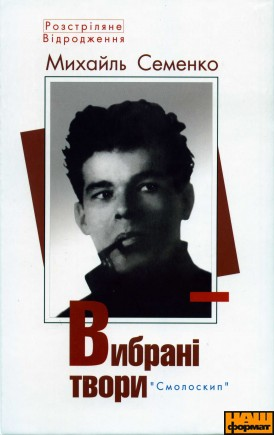 Розстріляне
Відродження
Михайль Семенко
Вибрані
твори
"Смолоскип"
НАШ
формат